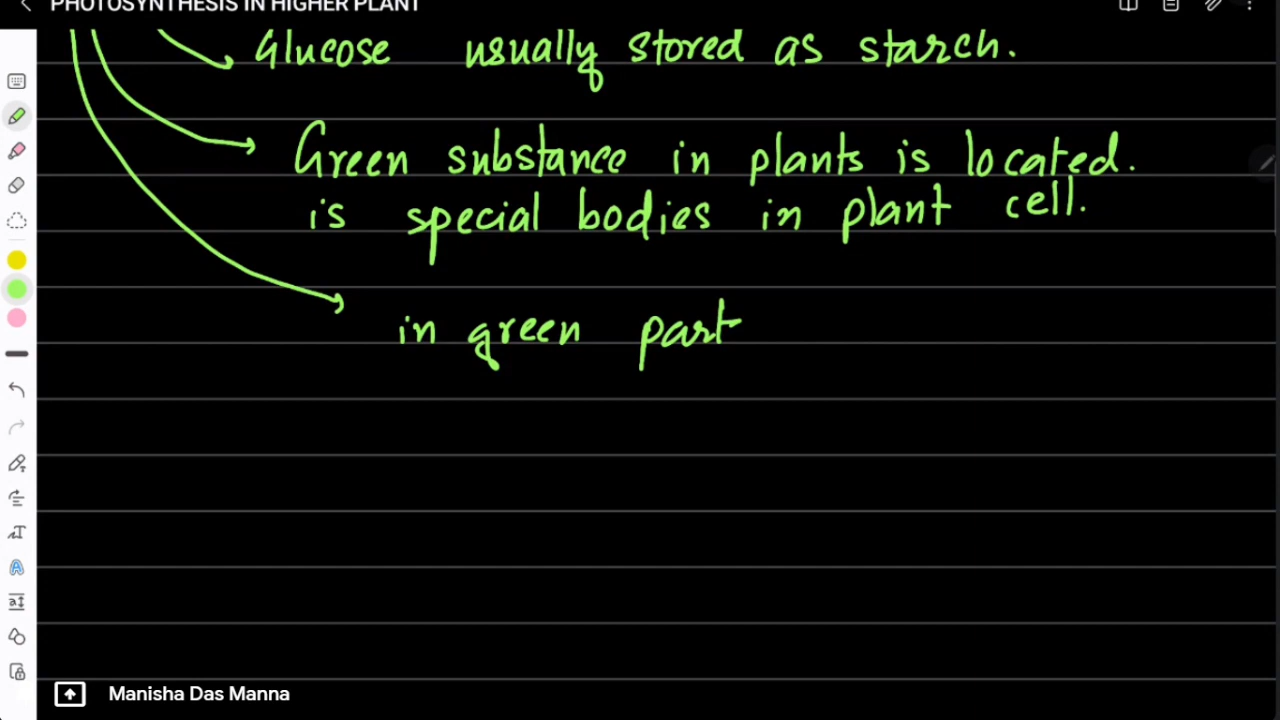 PHOTOSYNTHESIS IN HIGHER PLANT
Glucose usually stored as starch.
Green substance in plants is located.
is special bodies in plant cell.
in green part
Manisha Das Manna